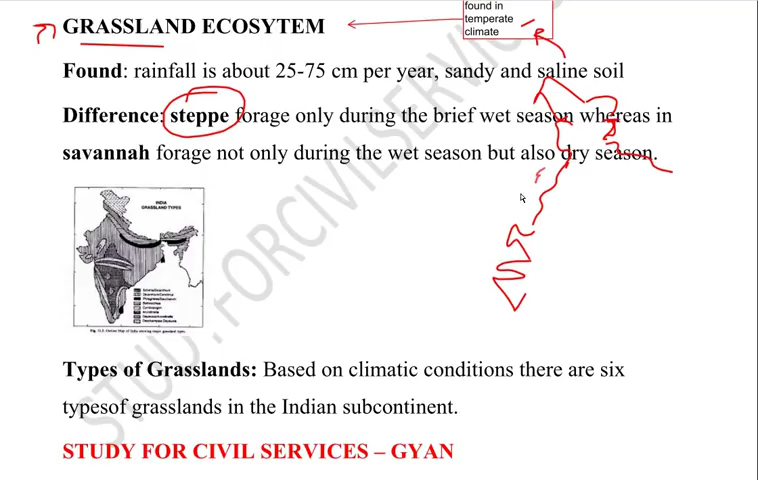 found in
temperate
climate
GRASSLAND ECOSYTEM
Found: rainfall is about 25-75 cm per year, sandy and saline soil
Difference: steppe forage only during the brief wet season whereas in
savannah forage not only during the wet season but also dry season.
INDIA
GRASSLAND TYPES
Types of Grasslands: Based on climatic conditions there are six
typesof grasslands in the Indian subcontinent.
STUDY FOR CIVIL SERVICES – GYAN
STUDYFORCIVILSERVICES